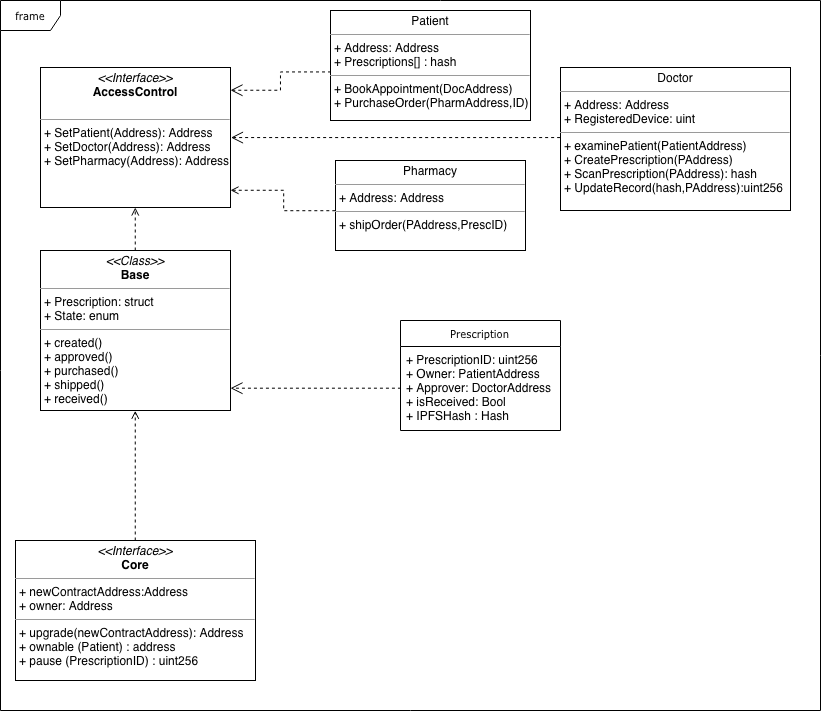 frame
Patient
+ Address: Address
+ Prescriptions[] : hash
+ BookAppointment(DocAddress)
+ PurchaseOrder(PharmAddress,ID)
<<Interface>>
AccessControl
+ SetPatient(Address): Address
+ SetDoctor(Address): Address
+ SetPharmacy(Address): Address
Doctor
+ Address: Address
+ RegisteredDevice: uint
+ examinePatient(PatientAddress)
+ CreatePrescription(PAddress)
+ ScanPrescription(PAddress): hash
+ UpdateRecord(hash,PAddress):uint256
Pharmacy
+ Address: Address
+ shipOrder(PAddress,PrescID)
<<Class>>
Base
+ Prescription: struct
+ State: enum
+ created()
+ approved()
+ purchased()
+ shipped()
+ received()
Prescription
+ PrescriptionID: uint256
+ Owner: PatientAddress
+ Approver: DoctorAddress
+ isReceived: Bool
+ IPFSHash : Hash
<<Interface>>
Core
+ newContractAddress:Address
+ owner: Address
+ upgrade(newContractAddress): Address
+ ownable (Patient) : address
+ pause (PrescriptionID) : uint256